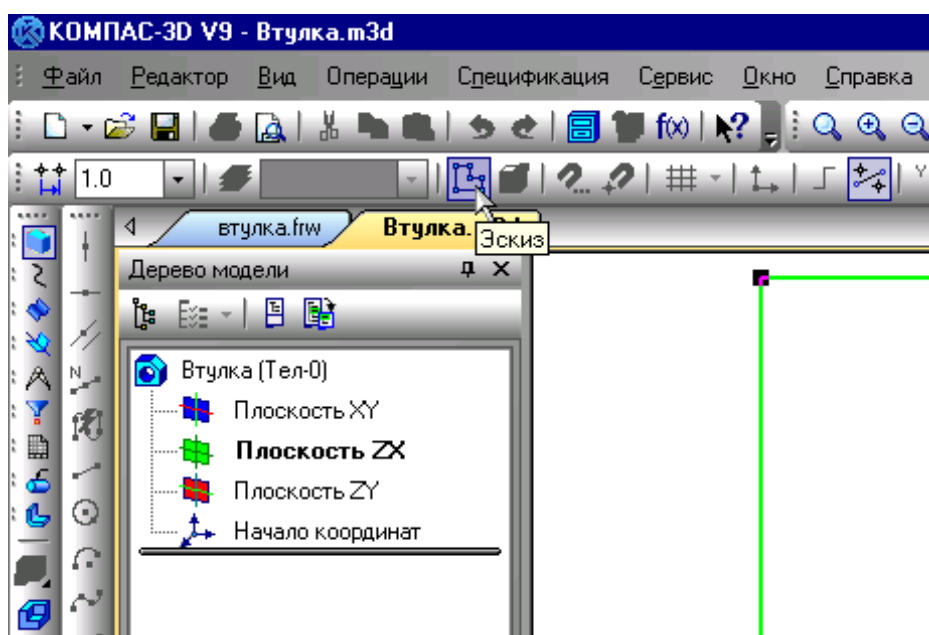 КОМПАС-3D V9 - Втулка.m3d
Файл Редактор Вид Операции Спецификация Сервис Окно Справка
f(x)
1.0
втулка.frw Втулка.
Эскиз
Дерево модели
Втулка (Тел-0)
Плоскость XY
Плоскость ZX
Плоскость ZY
Начало координат
N